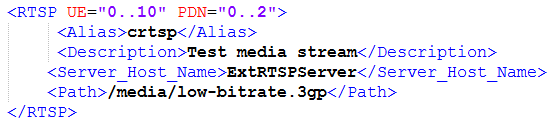 <RTSP UE="0..10" PDN="0..2">
<Alias>crtsp</Alias>
<Description>Test media stream</Description>
<Server_Host_Name>ExtRTSPServer</Server_Host_Name>
<Path>/media/low-bitrate.3gp</Path>
</RTSP>